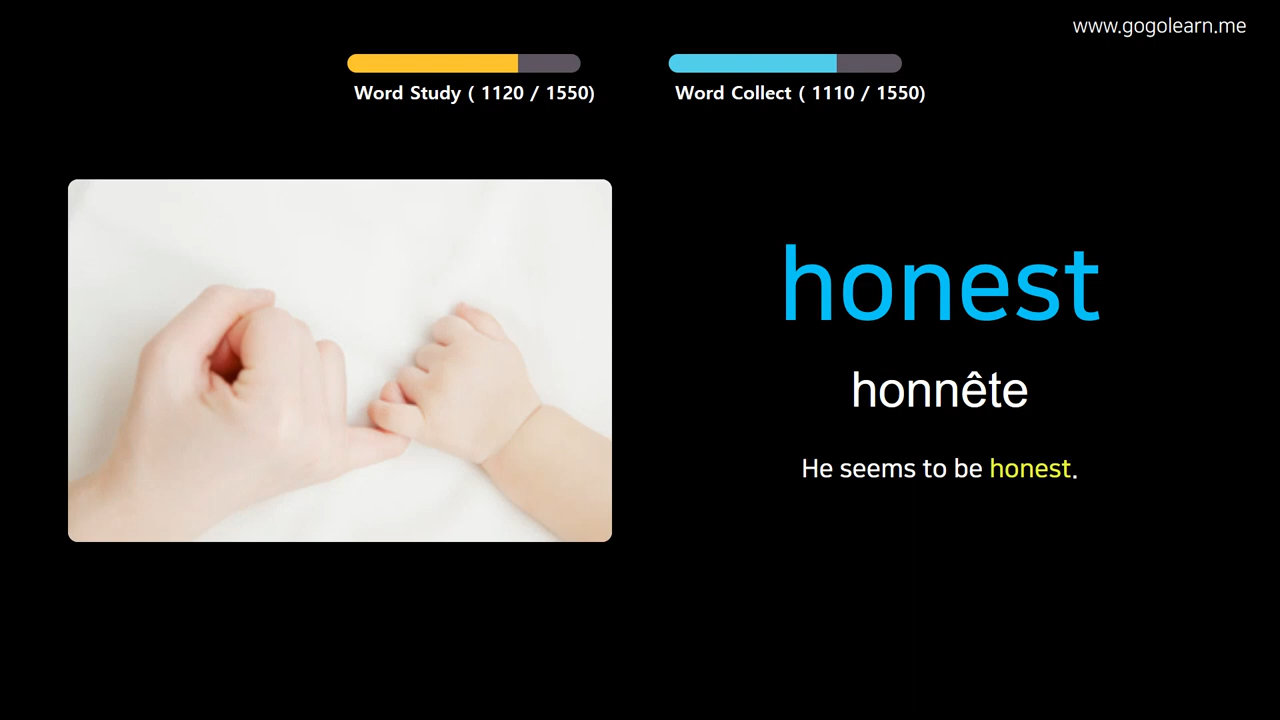 www.gogolearn.me
Word Study ( 1120 / 1550)
Word Collect ( 1110 / 1550)
honest
honnête
He seems to be honest.